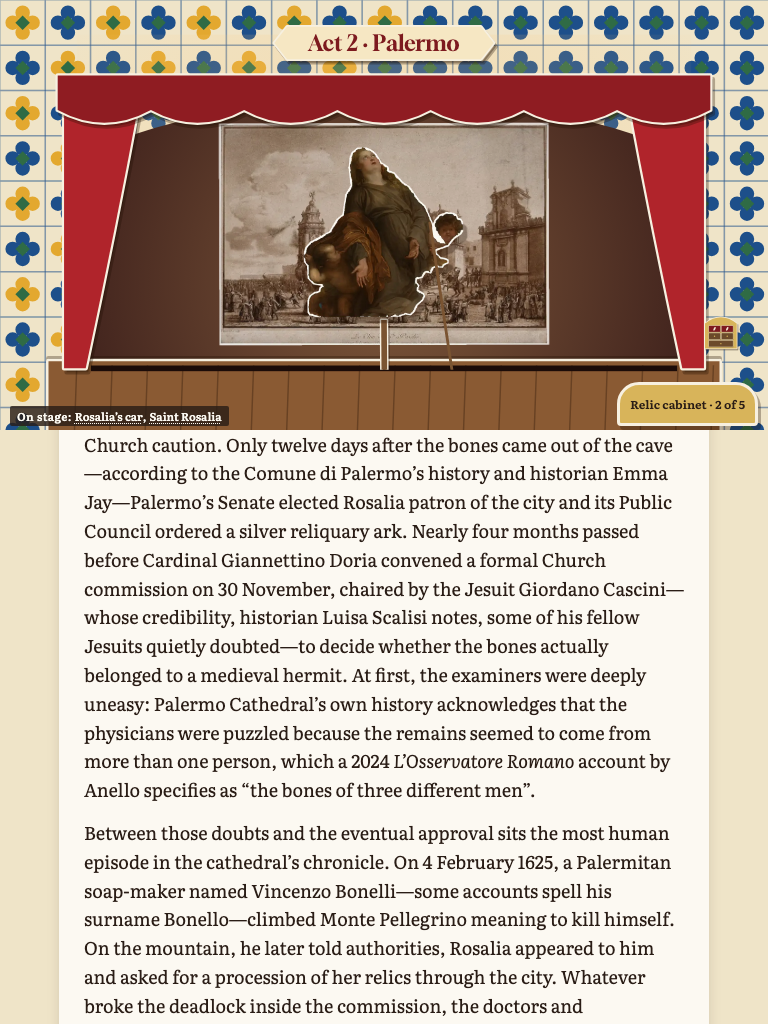 Act 2 · Palermo
On stage: Rosalia’s car, Saint Rosalia
Relic cabinet · 2 of 5
Church caution. Only twelve days after the bones came out of the cave
—according to the Comune di Palermo’s history and historian Emma
Jay—Palermo’s Senate elected Rosalia patron of the city and its Public
Council ordered a silver reliquary ark. Nearly four months passed
before Cardinal Giannettino Doria convened a formal Church
commission on 30 November, chaired by the Jesuit Giordano Cascini—
whose credibility, historian Luisa Scalisi notes, some of his fellow
Jesuits quietly doubted—to decide whether the bones actually
belonged to a medieval hermit. At first, the examiners were deeply
uneasy: Palermo Cathedral’s own history acknowledges that the
physicians were puzzled because the remains seemed to come from
more than one person, which a 2024 L’Osservatore Romano account by
Anello specifies as “the bones of three different men”.
Between those doubts and the eventual approval sits the most human
episode in the cathedral’s chronicle. On 4 February 1625, a Palermitan
soap-maker named Vincenzo Bonelli—some accounts spell his
surname Bonello—climbed Monte Pellegrino meaning to kill himself.
On the mountain, he later told authorities, Rosalia appeared to him
and asked for a procession of her relics through the city. Whatever
broke the deadlock inside the commission, the doctors and